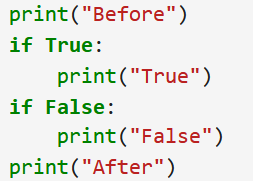 print("Before")
if True:
    print("True")
if False:
    print("False")
print("After")